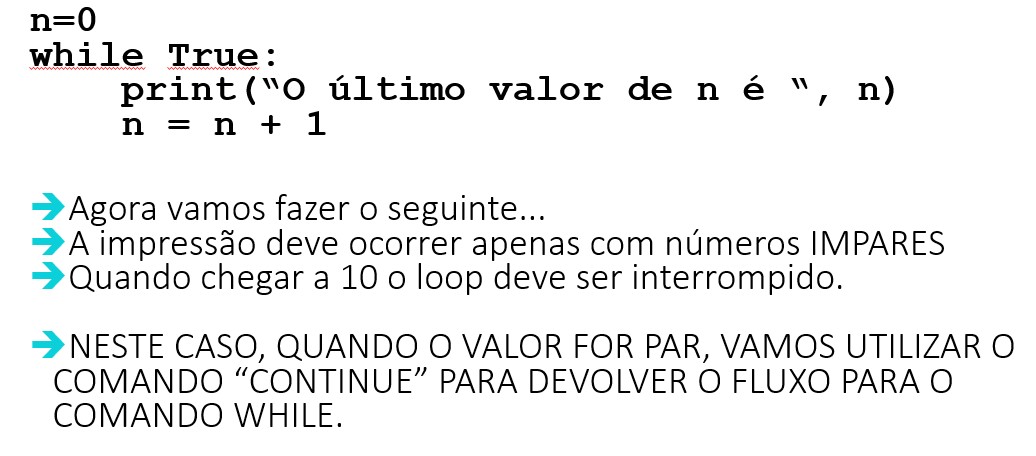 n=0
while True:
    print(“O último valor de n é “, n)
    n = n + 1
➔Agora vamos fazer o seguinte...
➔A impressão deve ocorrer apenas com números IMPARES
➔Quando chegar a 10 o loop deve ser interrompido.
➔NESTE CASO, QUANDO O VALOR FOR PAR, VAMOS UTILIZAR O
COMANDO “CONTINUE” PARA DEVOLVER O FLUXO PARA O
COMANDO WHILE.